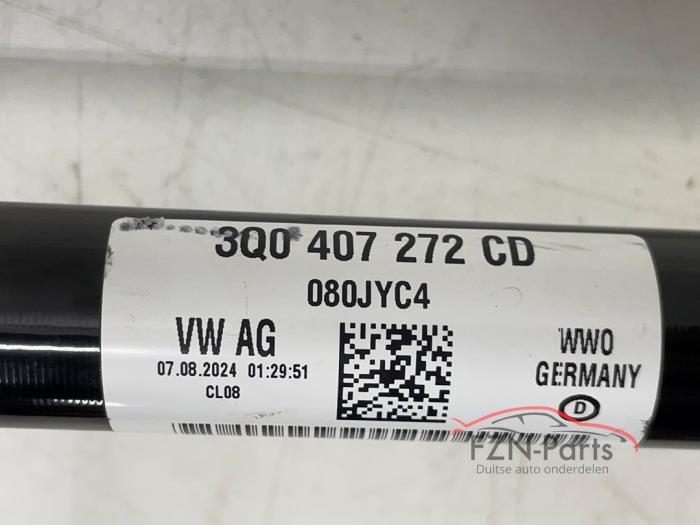 3Q0 407 272 CD
080JYC4
VW AG
07.08.2024 01:29:51
CL08
WWO
GERMANY
D
FZN-Parts
Duitse auto onderdelen